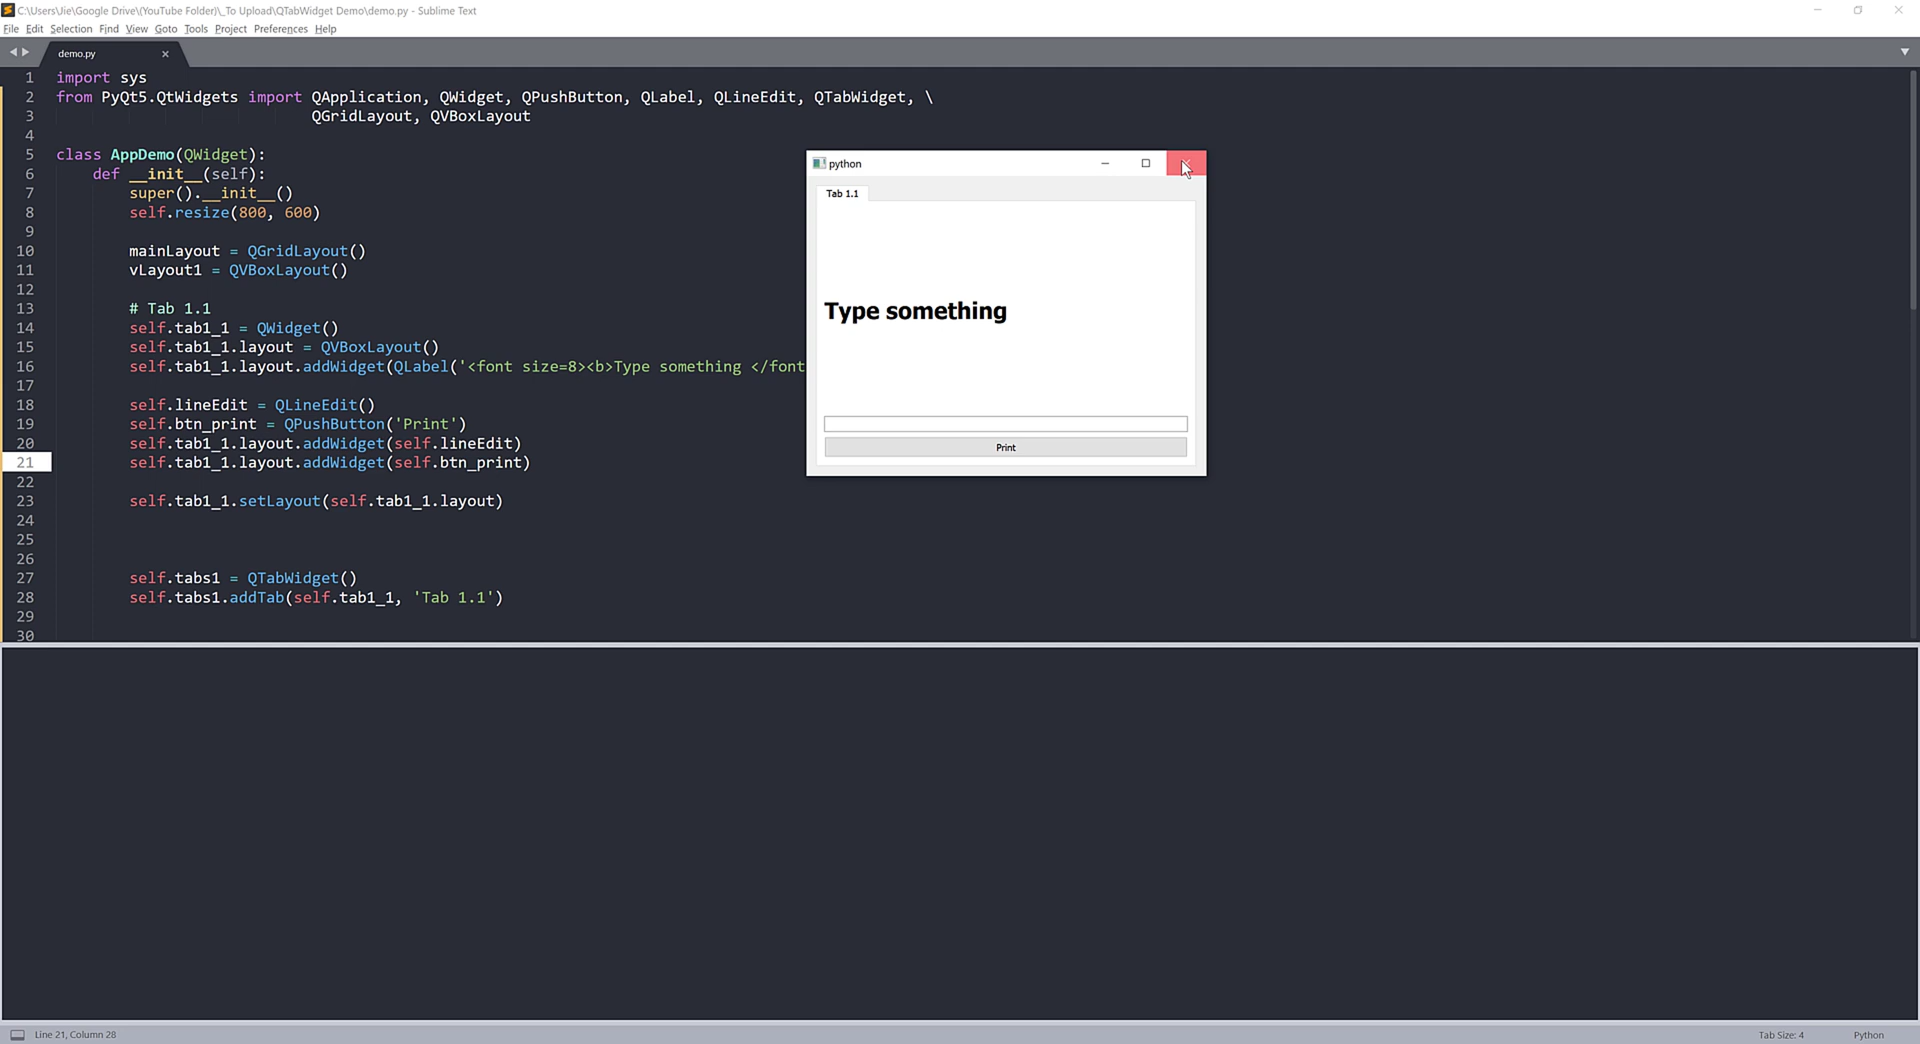 C:\Users\Jie\Google Drive\(YouTube Folder)\_To Upload\QTabWidget Demo\demo.py - Sublime Text
File Edit Selection Find View Goto Tools Project Preferences Help
demo.py
1 import sys
2 from PyQt5.QtWidgets import QApplication, QWidget, QPushButton, QLabel, QLineEdit, QTabWidget, \
3 QGridLayout, QVBoxLayout
4
5 class AppDemo(QWidget):
6 def __init__(self):
7 super().__init__()
8 self.resize(800, 600)
9
10 mainLayout = QGridLayout()
11 vLayout1 = QVBoxLayout()
12
13 # Tab 1.1
14 self.tab1_1 = QWidget()
15 self.tab1_1.layout = QVBoxLayout()
16 self.tab1_1.layout.addWidget(QLabel('<font size=8><b>Type something </font
17
18 self.lineEdit = QLineEdit()
19 self.btn_print = QPushButton('Print')
20 self.tab1_1.layout.addWidget(self.lineEdit)
21 self.tab1_1.layout.addWidget(self.btn_print)
22
23 self.tab1_1.setLayout(self.tab1_1.layout)
24
25
26
27 self.tabs1 = QTabWidget()
28 self.tabs1.addTab(self.tab1_1, 'Tab 1.1')
29
30
python
Tab 1.1
Type something
Print
Line 21, Column 28
Tab Size: 4
Python